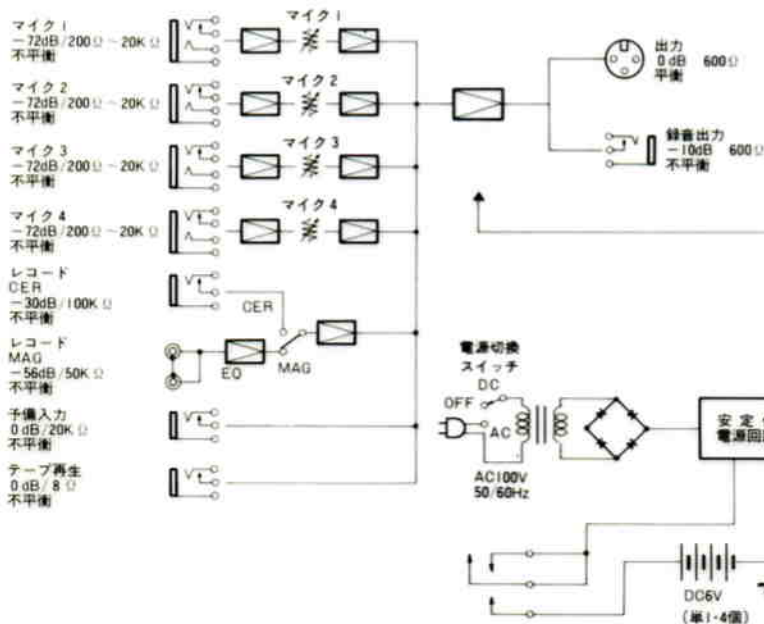 マイク1
-72dB/200Ω~20KΩ
不平衡
マイク2
-72dB/200Ω~20KΩ
不平衡
マイク3
-72dB/200Ω~20KΩ
不平衡
マイク4
-72dB/200Ω~20KΩ
不平衡
レコード
CER
-30dB/100KΩ
不平衡
レコード
MAG
-56dB/50KΩ
不平衡
予備入力
0dB/20KΩ
不平衡
テープ再生
0dB/8Ω
不平衡
マイク1
マイク2
マイク3
マイク4
CER
EQ
MAG
出力
0dB 600Ω
平衡
録音出力
-10dB 600Ω
不平衡
電源切換
スイッチ
DC
OFF
AC
AC100V
50/60Hz
安定
電源回
DC6V
(単1·4個)